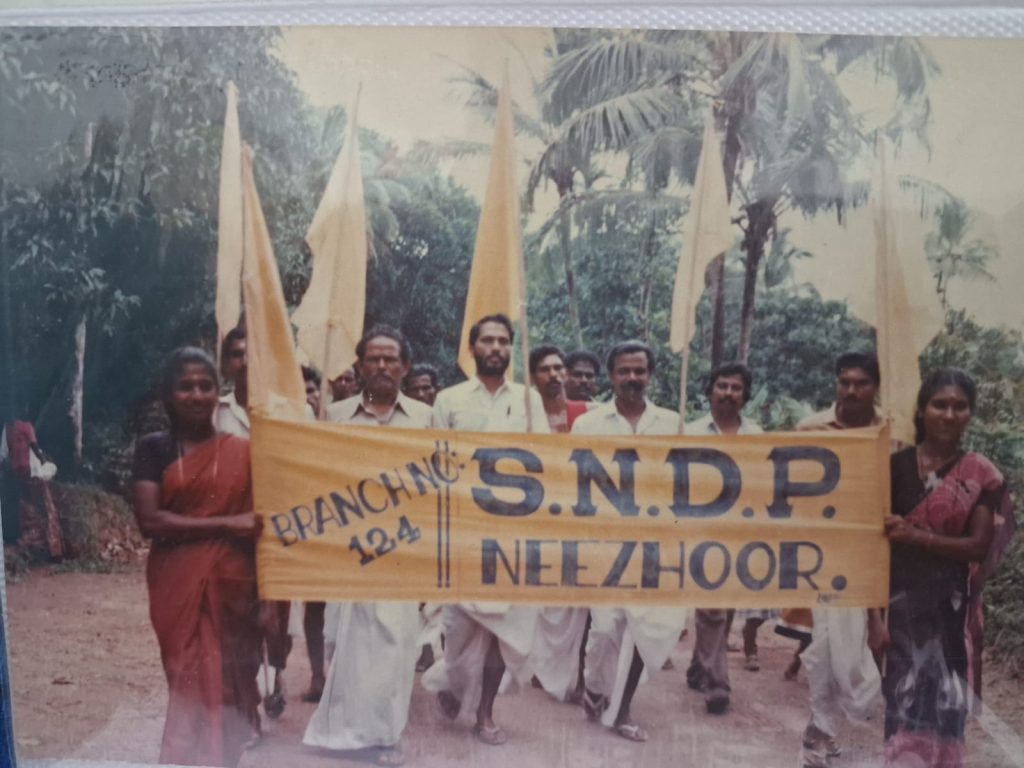 BRANCH NO:
124
S.N.D.P.
NEEZHOOR.